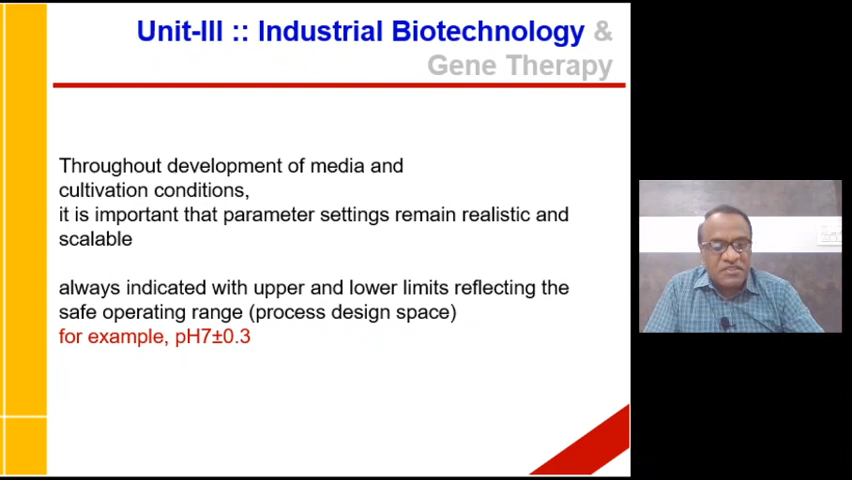 Unit-III :: Industrial Biotechnology &
Gene Therapy
Throughout development of media and
cultivation conditions,
it is important that parameter settings remain realistic and
scalable
always indicated with upper and lower limits reflecting the
safe operating range (process design space)
for example, pH7±0.3